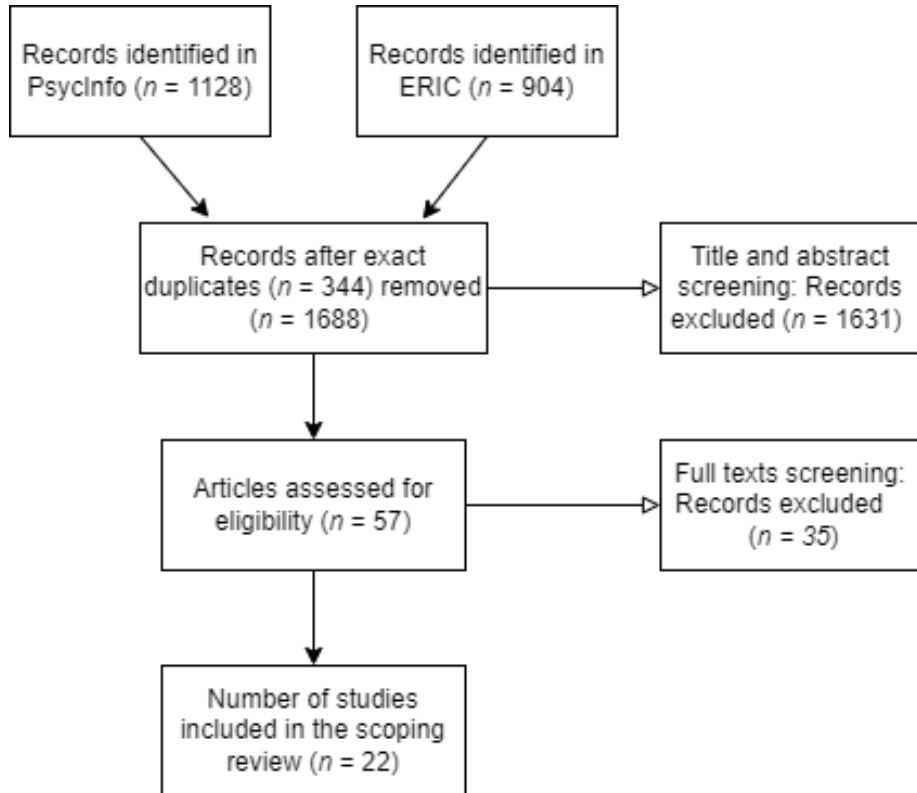 Records identified in
PsycInfo (n = 1128)
Records identified in
ERIC (n = 904)
Records after exact
duplicates (n = 344) removed
(n = 1688)
Title and abstract
screening: Records
excluded (n = 1631)
Articles assessed for
eligibility (n = 57)
Full texts screening:
Records excluded
(n = 35)
Number of studies
included in the scoping
review (n = 22)